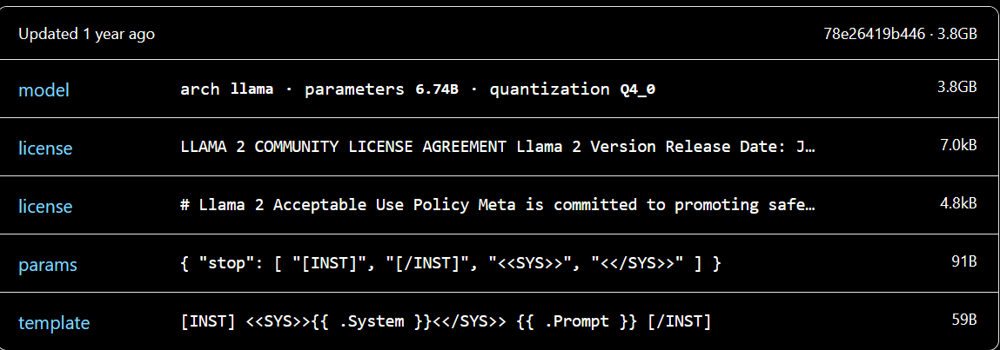 Updated 1 year ago 78e26419b446 · 3.8GB
model arch llama · parameters 6.74B · quantization Q4_0 3.8GB
license LLAMA 2 COMMUNITY LICENSE AGREEMENT Llama 2 Version Release Date: J… 7.0kB
license # Llama 2 Acceptable Use Policy Meta is committed to promoting safe… 4.8kB
params { "stop": [ "[INST]", "[/INST]", "<<SYS>>", "<</SYS>>" ] } 91B
template [INST] <<SYS>>{{ .System }}<</SYS>> {{ .Prompt }} [/INST] 59B